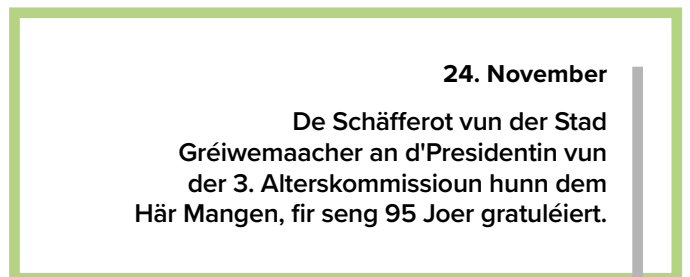 24. November
De Schäfferot vun der Stad
Gréiwemaacher an d'Presidentin vun
der 3. Alterskommissioun hunn dem
Här Mangen, fir seng 95 Joer gratuléiert.